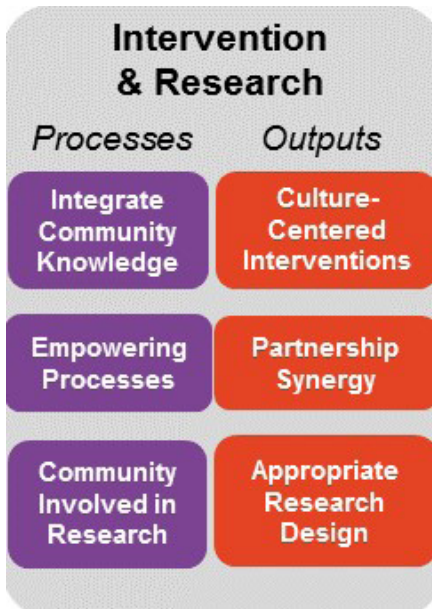 Intervention
& Research
Processes
Outputs
Integrate
Community
Knowledge
Culture-
Centered
Interventions
Empowering
Processes
Partnership
Synergy
Community
Involved in
Research
Appropriate
Research
Design